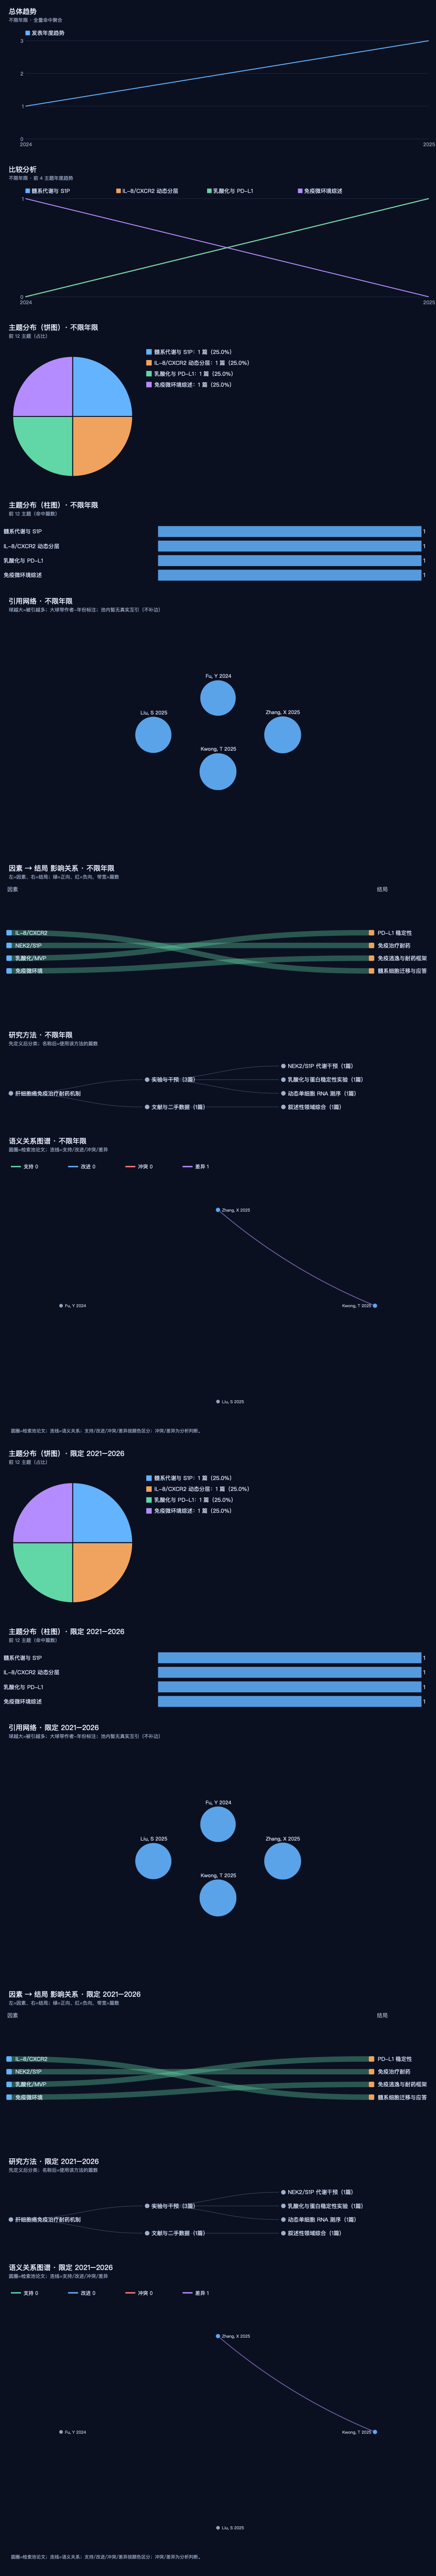 总体趋势
不限年限 · 全量命中聚合
发表年度趋势
3
2
1
0
2024
2025
比较分析
不限年限 · 前 4 主题年度趋势
髓系代谢与 S1P
IL-8/CXCR2 动态分层
乳酸化与 PD-L1
免疫微环境综述
1
0
2024
2025
主题分布（饼图）· 不限年限
前 12 主题（占比）
髓系代谢与 S1P：1 篇（25.0%）
IL-8/CXCR2 动态分层：1 篇（25.0%）
乳酸化与 PD-L1：1 篇（25.0%）
免疫微环境综述：1 篇（25.0%）
主题分布（柱图）· 不限年限
前 12 主题（命中篇数）
髓系代谢与 S1P
1
IL-8/CXCR2 动态分层
1
乳酸化与 PD-L1
1
免疫微环境综述
1
引用网络 · 不限年限
球越大=被引越多；大球带作者-年份标注；池内暂无真实互引（不补边）
Fu, Y 2024
Liu, S 2025
Zhang, X 2025
Kwong, T 2025
因素 → 结局 影响关系 · 不限年限
左=因素，右=结局；绿=正向、红=负向，带宽=篇数
因素
结局
IL-8/CXCR2
PD-L1 稳定性
NEK2/S1P
免疫治疗耐药
乳酸化/MVP
免疫逃逸与耐药框架
免疫微环境
髓系细胞迁移与应答
研究方法 · 不限年限
先定义后分类；名称后=使用该方法的篇数
NEK2/S1P 代谢干预（1篇）
实验与干预（3篇）
乳酸化与蛋白稳定性实验（1篇）
肝细胞癌免疫治疗耐药机制
动态单细胞 RNA 测序（1篇）
文献与二手数据（1篇）
叙述性领域综合（1篇）
语义关系图谱 · 不限年限
圆圈=检索池论文；连线=支持/改进/冲突/差异
支持 0
改进 0
冲突 0
差异 1
Zhang, X 2025
Fu, Y 2024
Kwong, T 2025
Liu, S 2025
圆圈=检索池论文；连线=语义关系：支持/改进/冲突/差异按颜色区分；冲突/差异为分析判断。
主题分布（饼图）· 限定 2021—2026
前 12 主题（占比）
髓系代谢与 S1P：1 篇（25.0%）
IL-8/CXCR2 动态分层：1 篇（25.0%）
乳酸化与 PD-L1：1 篇（25.0%）
免疫微环境综述：1 篇（25.0%）
主题分布（柱图）· 限定 2021—2026
前 12 主题（命中篇数）
髓系代谢与 S1P
1
IL-8/CXCR2 动态分层
1
乳酸化与 PD-L1
1
免疫微环境综述
1
引用网络 · 限定 2021—2026
球越大=被引越多；大球带作者-年份标注；池内暂无真实互引（不补边）
Fu, Y 2024
Liu, S 2025
Zhang, X 2025
Kwong, T 2025
因素 → 结局 影响关系 · 限定 2021—2026
左=因素，右=结局；绿=正向、红=负向，带宽=篇数
因素
结局
IL-8/CXCR2
PD-L1 稳定性
NEK2/S1P
免疫治疗耐药
乳酸化/MVP
免疫逃逸与耐药框架
免疫微环境
髓系细胞迁移与应答
研究方法 · 限定 2021—2026
先定义后分类；名称后=使用该方法的篇数
NEK2/S1P 代谢干预（1篇）
实验与干预（3篇）
乳酸化与蛋白稳定性实验（1篇）
肝细胞癌免疫治疗耐药机制
动态单细胞 RNA 测序（1篇）
文献与二手数据（1篇）
叙述性领域综合（1篇）
语义关系图谱 · 限定 2021—2026
圆圈=检索池论文；连线=支持/改进/冲突/差异
支持 0
改进 0
冲突 0
差异 1
Zhang, X 2025
Fu, Y 2024
Kwong, T 2025
Liu, S 2025
圆圈=检索池论文；连线=语义关系：支持/改进/冲突/差异按颜色区分；冲突/差异为分析判断。